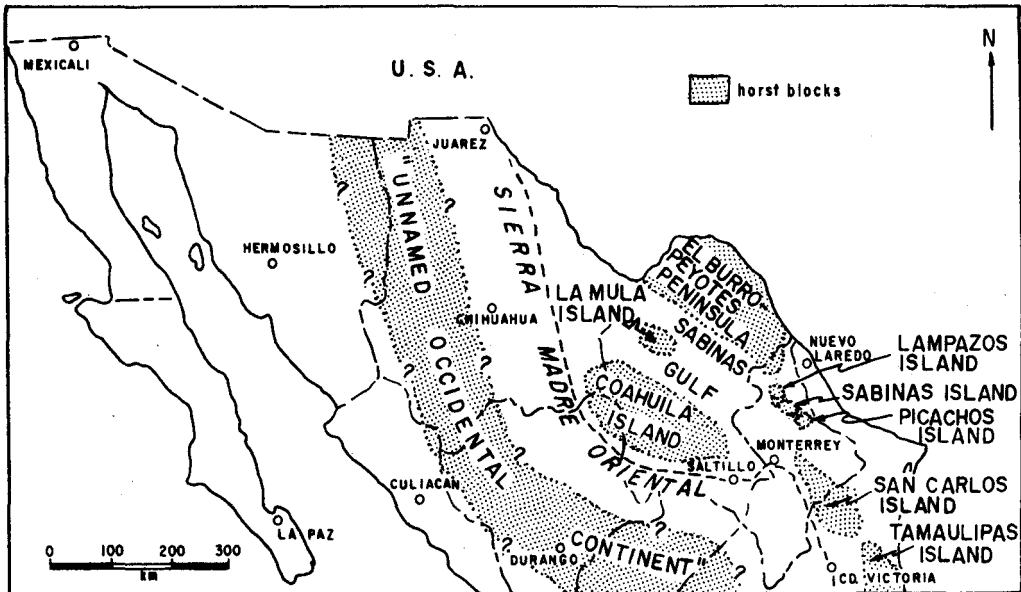 MEXICALI
U. S. A.
N
horst blocks
JUAREZ
"UNNAMED
OCCIDENTAL
CONTINENT"
SIERRA
MADRE
ORIENTAL
HERMOSILLO
CHIHUAHUA
EL BURRO-
PEYOTES
PENINSULA
LA MULA
ISLAND
SABINAS
GULF
COAHUILA
ISLAND
NUEVO
LAREDO
LAMPAZOS
ISLAND
SABINAS ISLAND
PICACHOS
ISLAND
MONTERREY
SALTILLO
SAN CARLOS
ISLAND
TAMAULIPAS
ISLAND
CULIACAN
LA PAZ
DURANGO
CD. VICTORIA
0 100 200 300
km
?
?
?
?
?
?
?
?
?
?